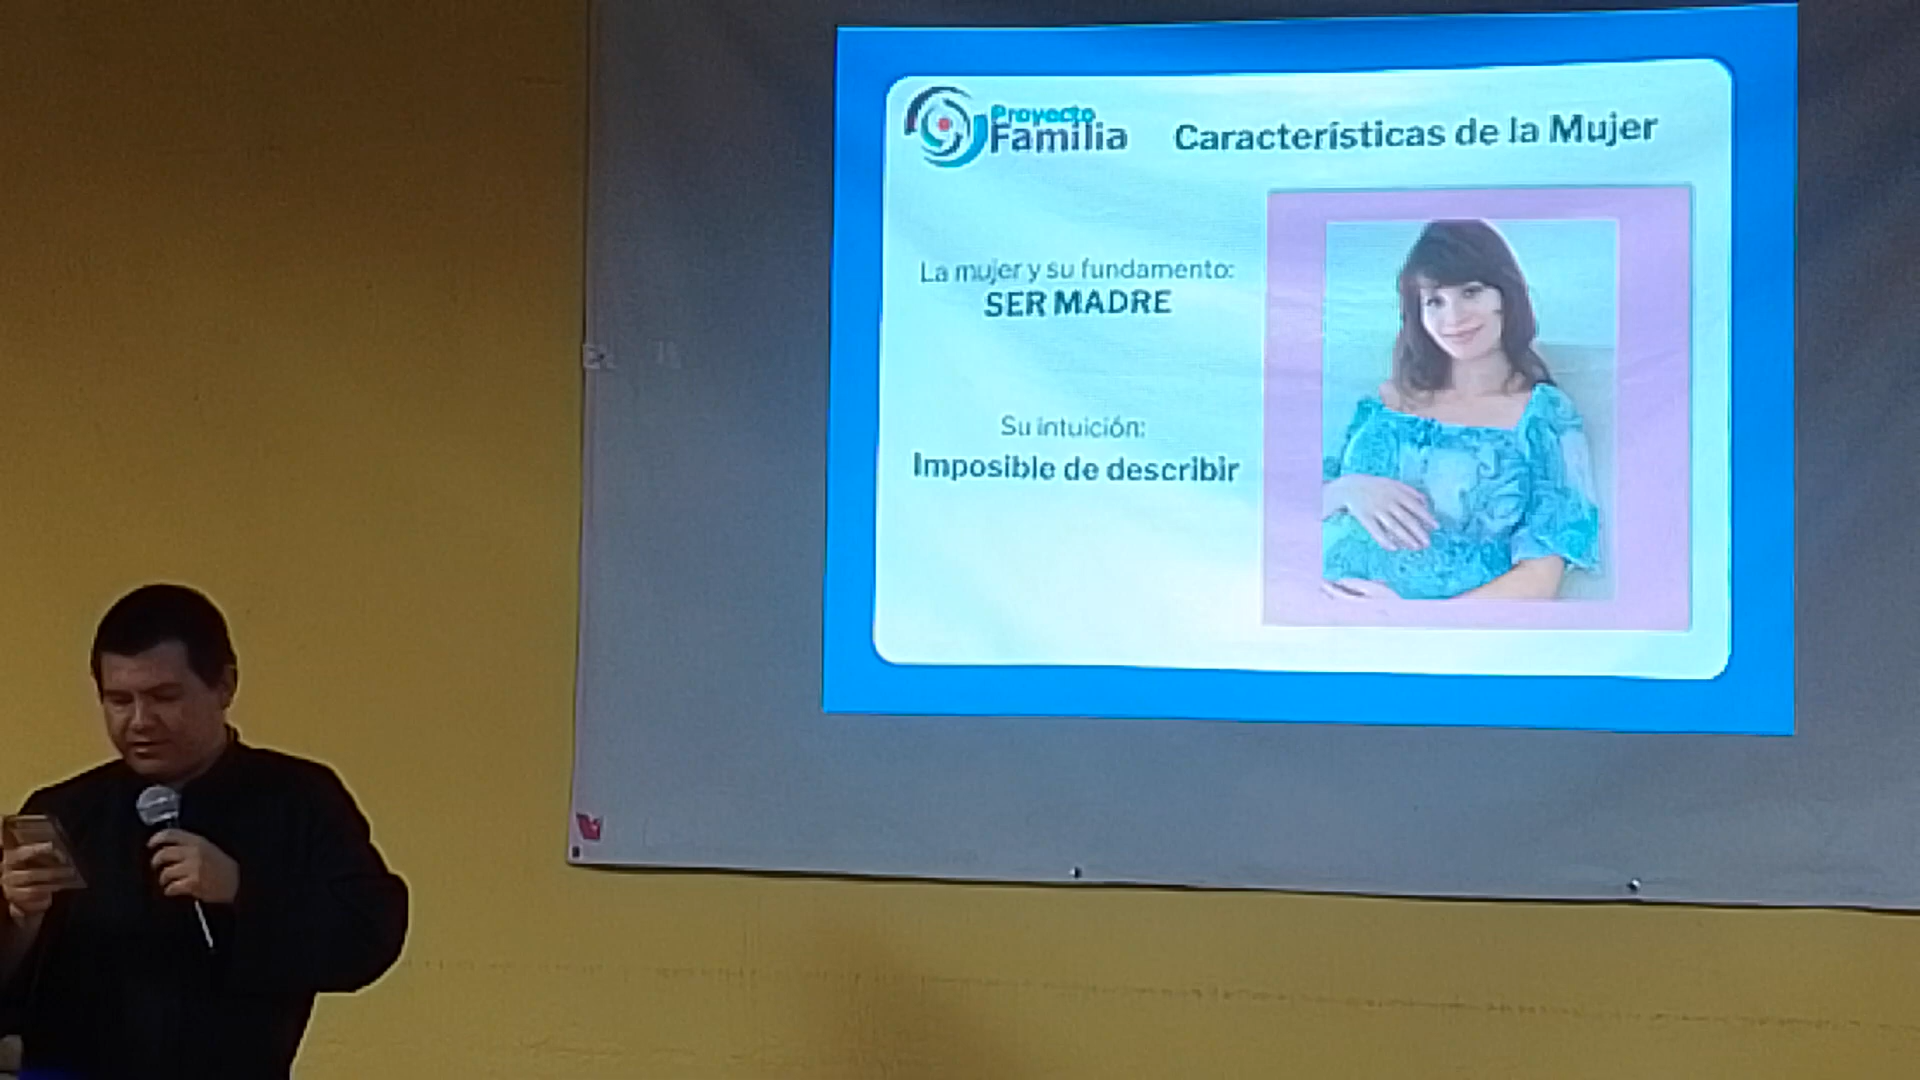 Proyecto
Familia
Características de la Mujer
La mujer y su fundamento:
SER MADRE
Su intuición:
Imposible de describir